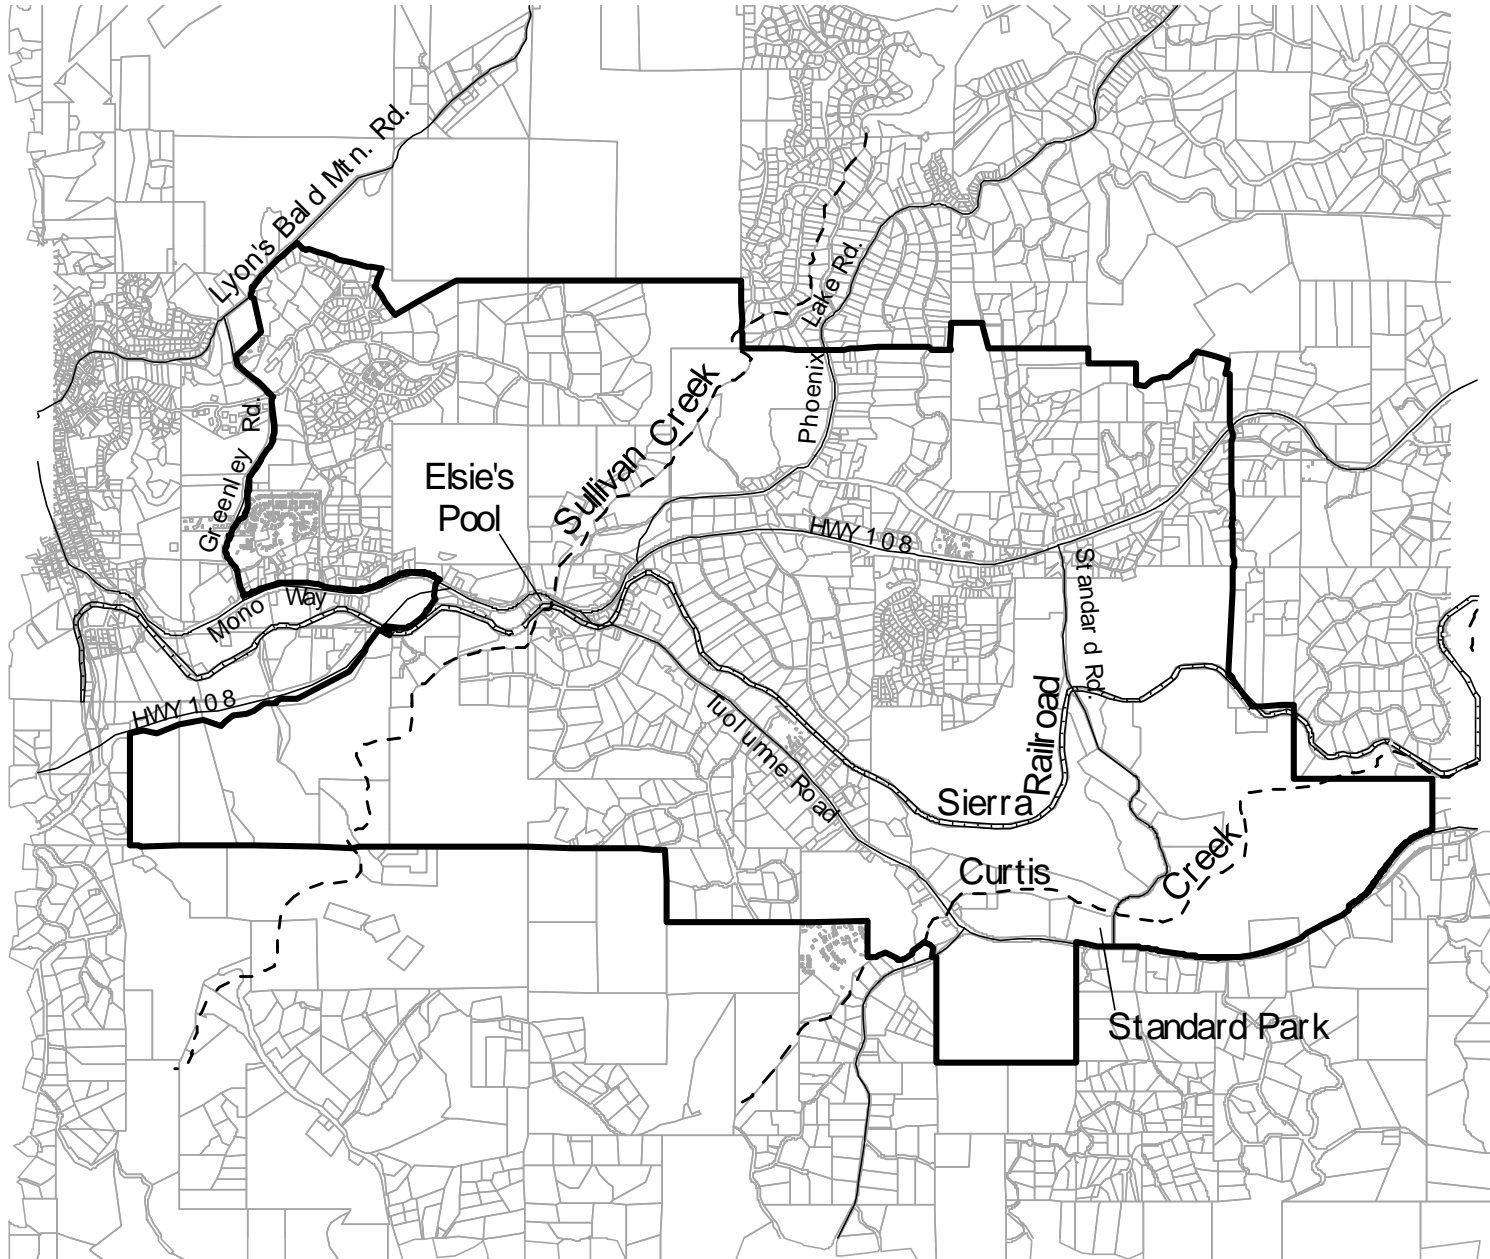 Lyon's Bald Mtn. Rd.
Lake Rd.
Phoenix
Sullivan Creek
Greenley Rd.
Elsie's
Pool
HWY 108
Standard Rd
Mono Way
HWY 108
Tuolumne Road
Sierra Railroad
Curtis Creek
Standard Park